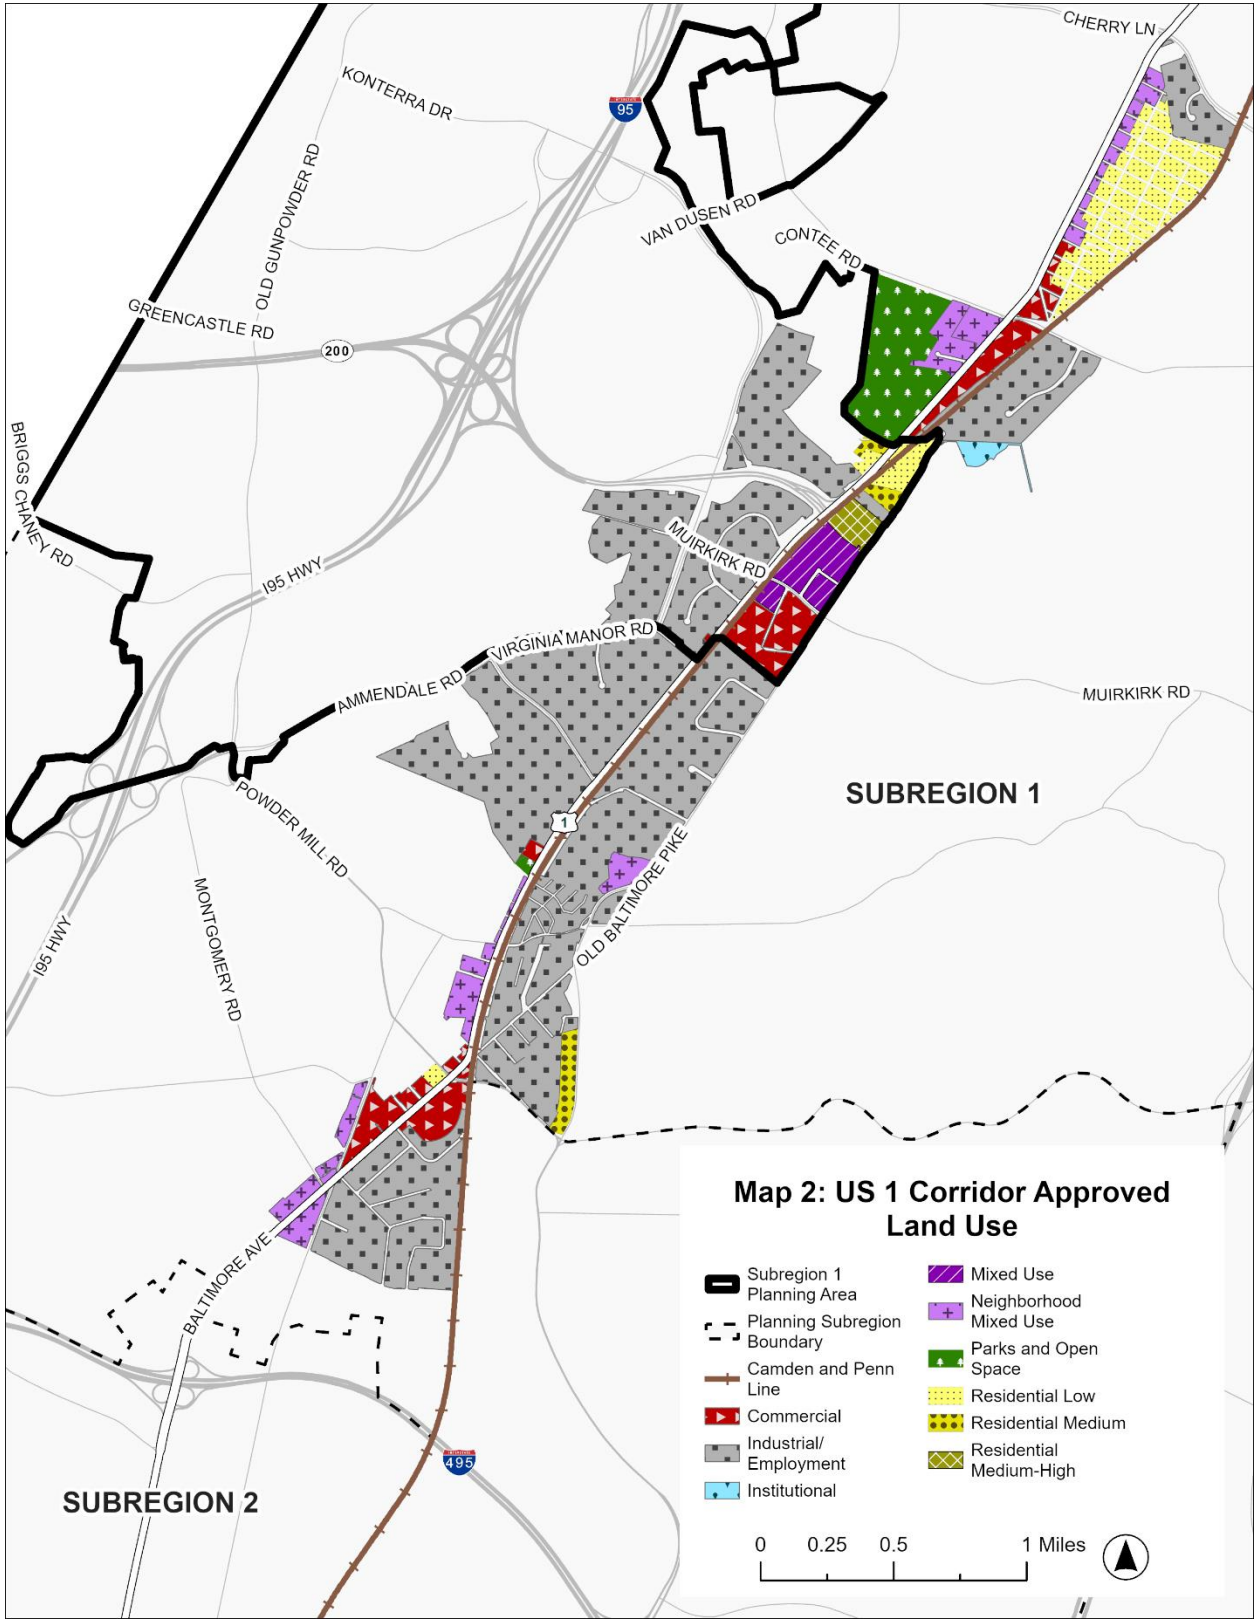 CHERRY LN
KONTERRA DR
95
OLD GUNPOWDER RD
VAN DUSEN RD
CONTEE RD
GREENCASTLE RD
200
BRIGGS CHANEY RD
MUIRKIRK RD
I95 HWY
VIRGINIA MANOR RD
AMMENDALE RD
MUIRKIRK RD
SUBREGION 1
POWDER MILL RD
1
OLD BALTIMORE PIKE
MONTGOMERY RD
I95 HWY
BALTIMORE AVE
495
SUBREGION 2
Map 2: US 1 Corridor Approved
Land Use
Subregion 1
Planning Area
Planning Subregion
Boundary
Camden and Penn
Line
Commercial
Industrial/
Employment
Institutional
Mixed Use
Neighborhood
Mixed Use
Parks and Open
Space
Residential Low
Residential Medium
Residential
Medium-High
0 0.25 0.5 1 Miles